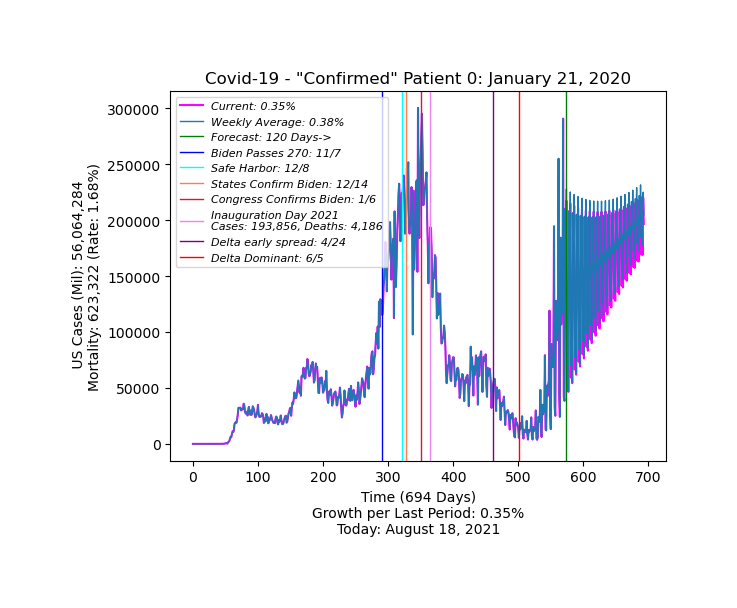 Covid-19 - "Confirmed" Patient 0: January 21, 2020
Current: 0.35%
Weekly Average: 0.38%
Forecast: 120 Days->
Biden Passes 270: 11/7
Safe Harbor: 12/8
States Confirm Biden: 12/14
Congress Confirms Biden: 1/6
Inauguration Day 2021
Cases: 193,856, Deaths: 4,186
Delta early spread: 4/24
Delta Dominant: 6/5
US Cases (Mil): 56,064,284
Mortality: 623,322 (Rate: 1.68%)
300000
250000
200000
150000
100000
50000
0
0 100 200 300 400 500 600 700
Time (694 Days)
Growth per Last Period: 0.35%
Today: August 18, 2021